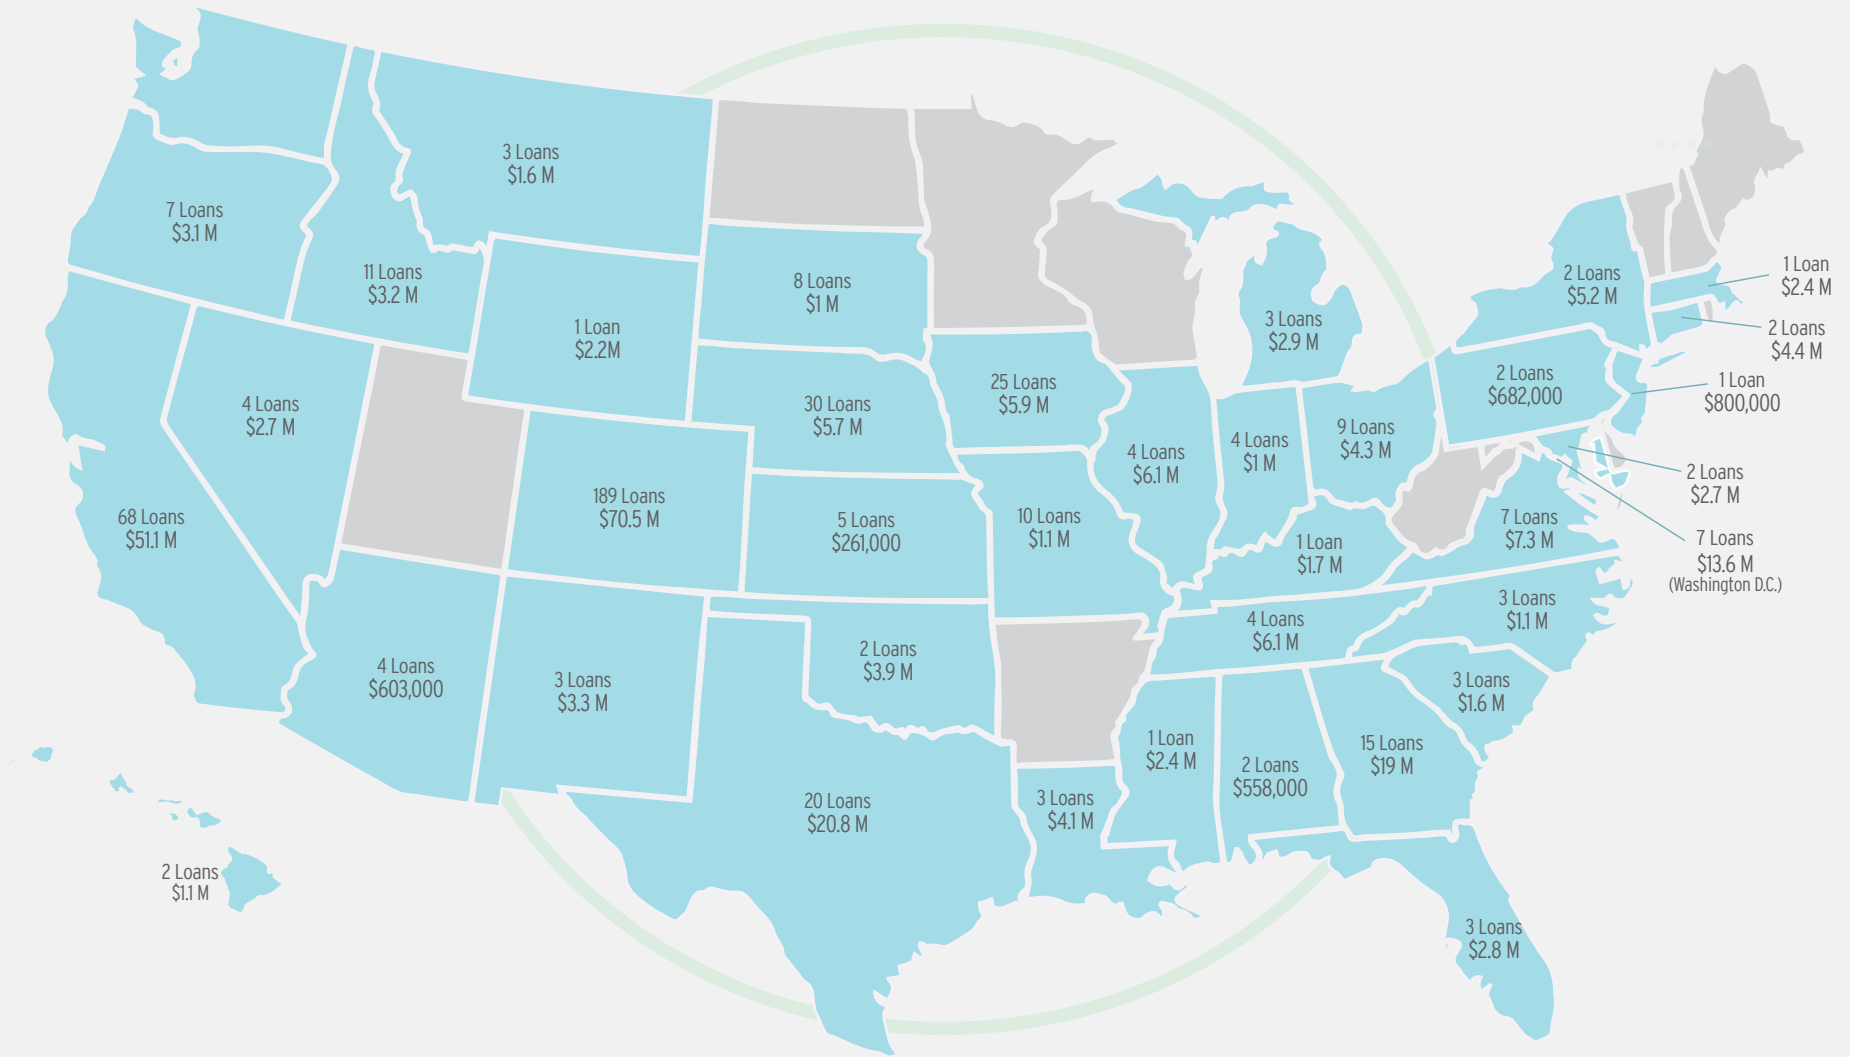 3 Loans
$1.6 M
7 Loans
$3.1 M
11 Loans
$3.2 M
1 Loan
$2.2M
8 Loans
$1 M
3 Loans
$2.9 M
2 Loans
$5.2 M
1 Loan
$2.4 M
2 Loans
$4.4 M
1 Loan
$800,000
2 Loans
$682,000
4 Loans
$2.7 M
30 Loans
$5.7 M
25 Loans
$5.9 M
4 Loans
$6.1 M
4 Loans
$1 M
9 Loans
$4.3 M
2 Loans
$2.7 M
68 Loans
$51.1 M
189 Loans
$70.5 M
5 Loans
$261,000
10 Loans
$1.1 M
1 Loan
$1.7 M
7 Loans
$7.3 M
7 Loans
$13.6 M
(Washington D.C.)
4 Loans
$603,000
3 Loans
$3.3 M
2 Loans
$3.9 M
4 Loans
$6.1 M
3 Loans
$1.1 M
3 Loans
$1.6 M
20 Loans
$20.8 M
3 Loans
$4.1 M
1 Loan
$2.4 M
2 Loans
$558,000
15 Loans
$19 M
2 Loans
$1.1 M
3 Loans
$2.8 M